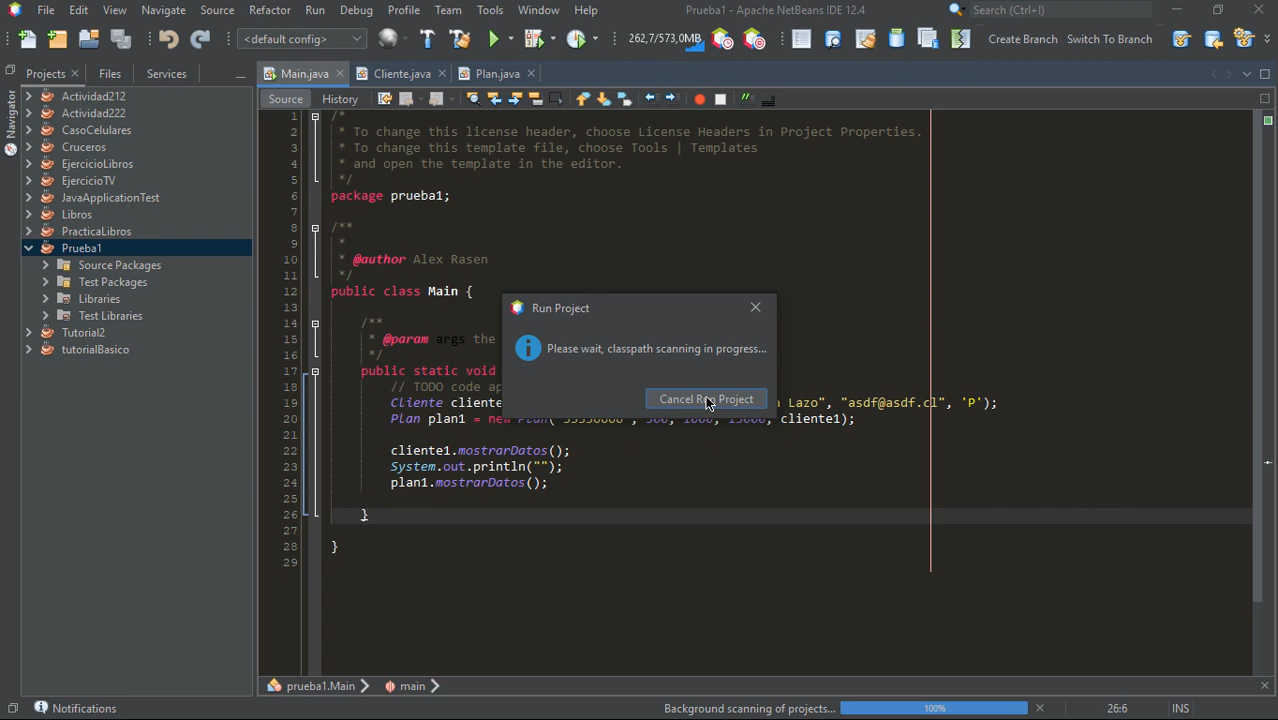 File Edit View Navigate Source Refactor Run Debug Profile Team Tools Window Help
Prueba1 - Apache NetBeans IDE 12.4
Search (Ctrl+I)
<default config>
262,7/573,0MB
Create Branch Switch To Branch
Projects Files Services
Main.java Cliente.java Plan.java
Navigator
Source History
Actividad212
Actividad222
CasoCelulares
Cruceros
EjercicioLibros
EjercicioTV
JavaApplicationTest
Libros
PracticaLibros
Prueba1
Source Packages
Test Packages
Libraries
Test Libraries
Tutorial2
tutorialBasico
1 /*
2 * To change this license header, choose License Headers in Project Properties.
3 * To change this template file, choose Tools | Templates
4 * and open the template in the editor.
5 */
6 package prueba1;
7
8 /**
9 *
10 * @author Alex Rasen
11 */
12 public class Main {
13
14 /**
15 * @param args the
16 */
17 public static void
18 // TODO code ap
19 Cliente cliente Lazo", "asdf@asdf.cl", 'P');
20 Plan plan1 = new Plan( cliente1);
21
22 cliente1.mostrarDatos();
23 System.out.println("");
24 plan1.mostrarDatos();
25
26 }
27
28 }
29
Run Project
Please wait, classpath scanning in progress...
Cancel Run Project
prueba1.Main main
Notifications
Background scanning of projects... 100% 26:6 INS